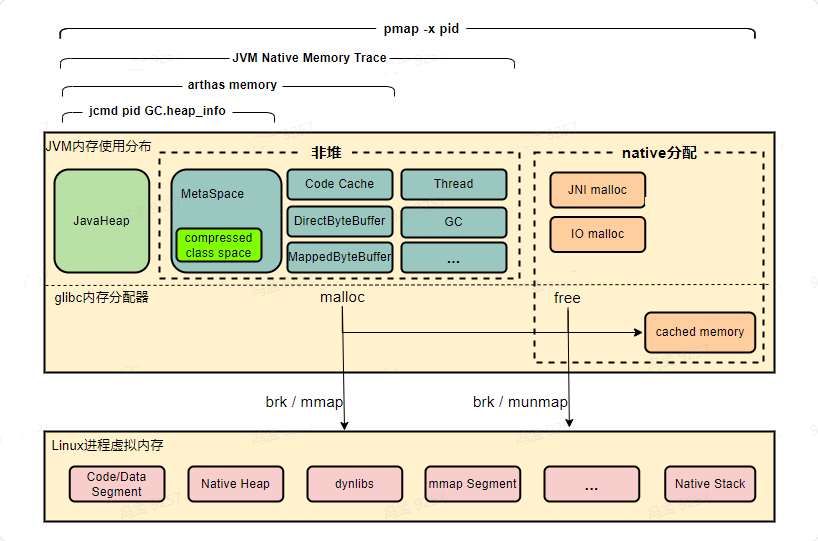 pmap -x pid
JVM Native Memory Trace
arthas memory
jcmd pid GC.heap_info
JVM内存使用分布
非堆
native分配
JavaHeap
MetaSpace
compressed
class space
Code Cache
Thread
DirectByteBuffer
GC
MappedByteBuffer
...
JNI malloc
IO malloc
glibc内存分配器
malloc
free
cached memory
brk / mmap
brk / munmap
Linux进程虚拟内存
Code/Data
Segment
Native Heap
dynlibs
mmap Segment
...
Native Stack